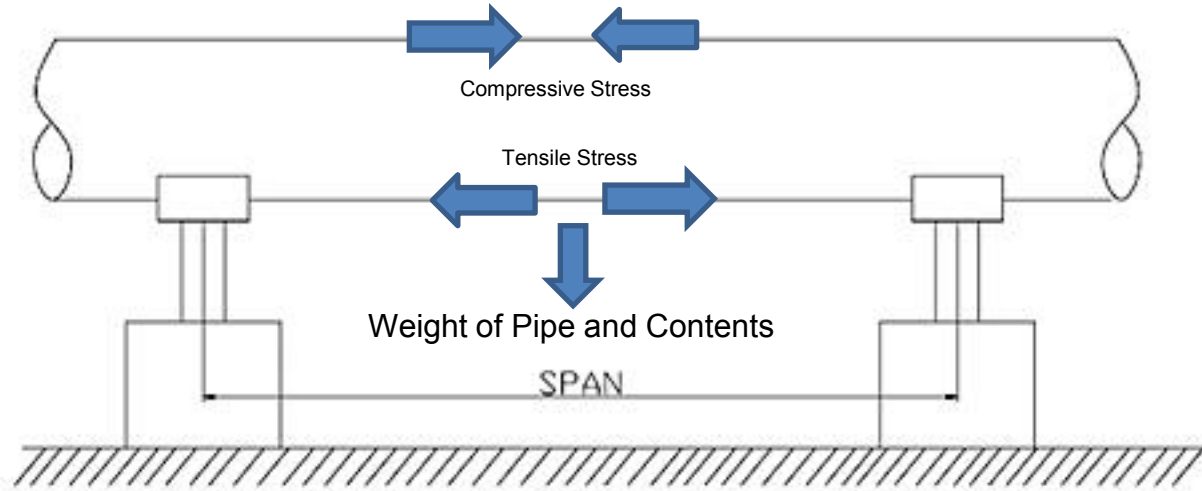 Compressive Stress
Tensile Stress
Weight of Pipe and Contents
SPAN